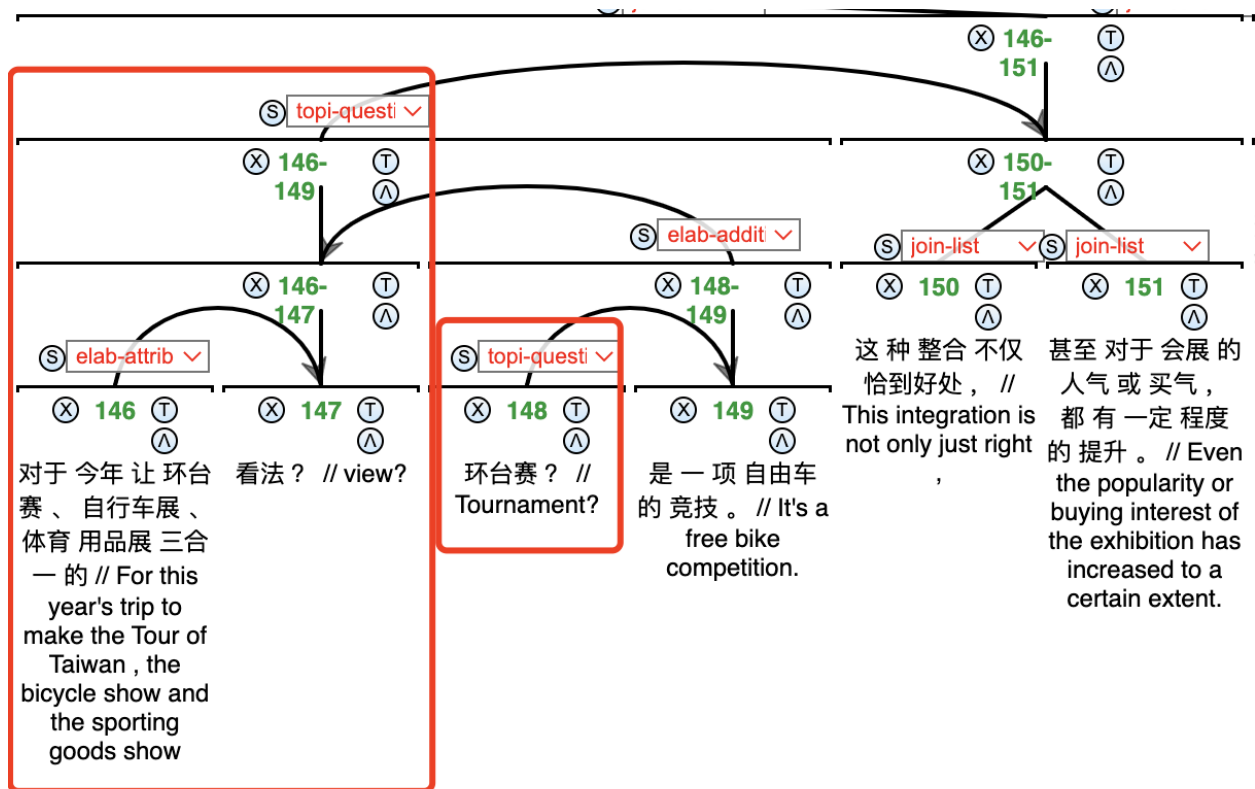 X 146-
151 T
Λ
S topi-questi
X 146-
149 T
Λ
X 150-
151 T
Λ
S elab-additi
S join-list
S join-list
X 146-
147 T
Λ
X 148-
149 T
Λ
X 150 T
Λ
X 151 T
Λ
S elab-attrib
S topi-questi
X 146 T
Λ
X 147 T
Λ
X 148 T
Λ
X 149 T
Λ
对于 今年 让 环台
赛 、 自行车展 、
体育 用品展 三合
一 的 // For this
year's trip to
make the Tour of
Taiwan , the
bicycle show and
the sporting
goods show
看法 ? // view?
环台赛 ? //
Tournament?
是 一 项 自由车
的 竞技 。 // It's a
free bike
competition.
这 种 整合 不仅
恰到好处 , //
This integration is
not only just right
,
甚至 对于 会展 的
人气 或 买气 ,
都 有 一定 程度
的 提升 。 // Even
the popularity or
buying interest of
the exhibition has
increased to a
certain extent.